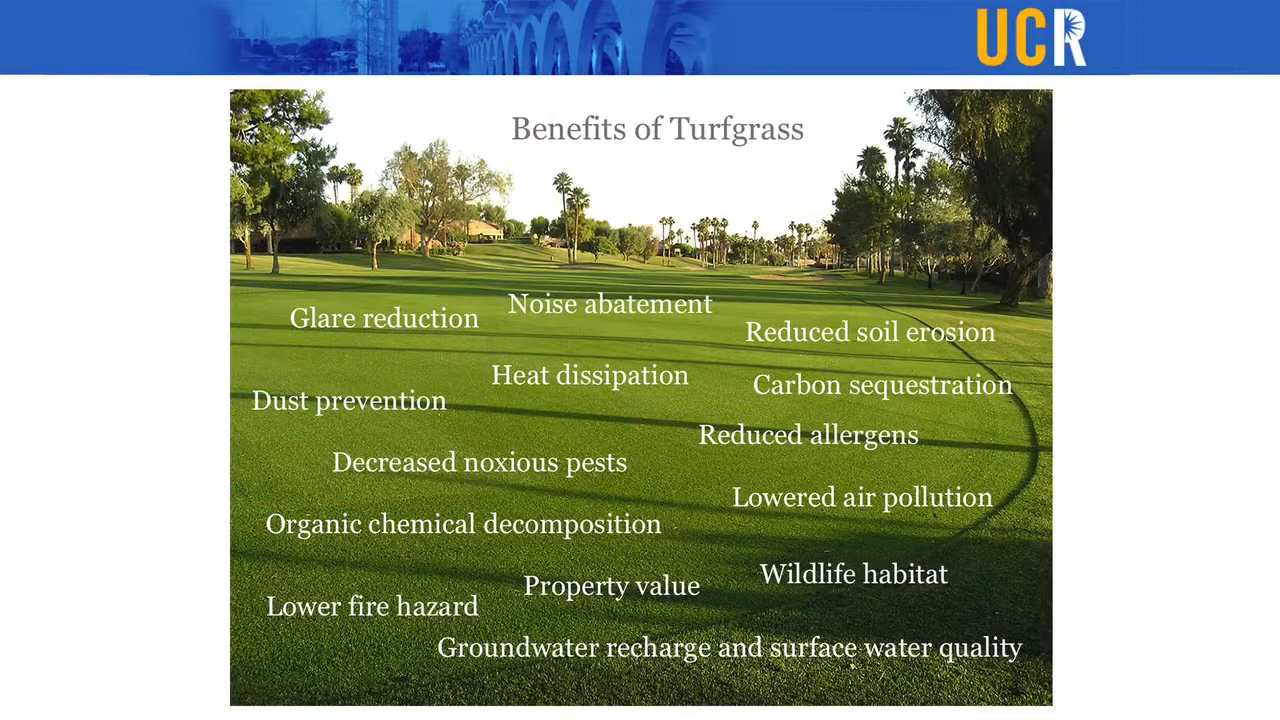 UCR
Benefits of Turfgrass
Noise abatement
Glare reduction
Reduced soil erosion
Heat dissipation
Carbon sequestration
Dust prevention
Reduced allergens
Decreased noxious pests
Lowered air pollution
Organic chemical decomposition
Wildlife habitat
Property value
Lower fire hazard
Groundwater recharge and surface water quality